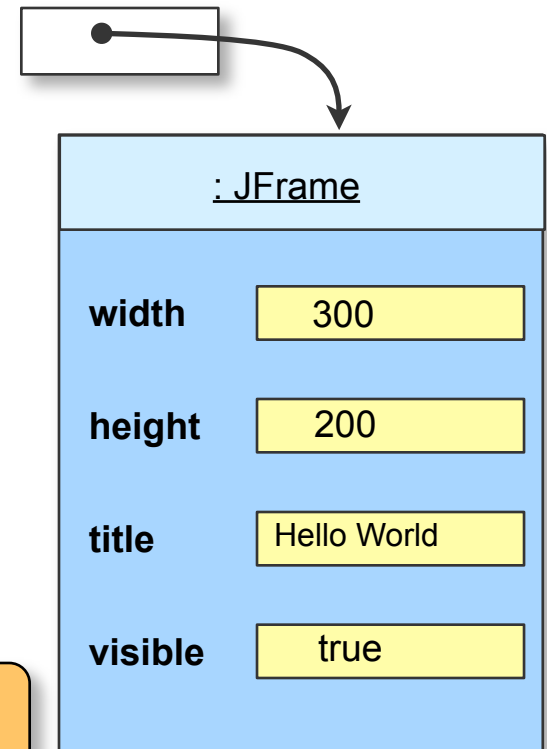 : JFrame
width 300
height 200
title Hello World
visible true